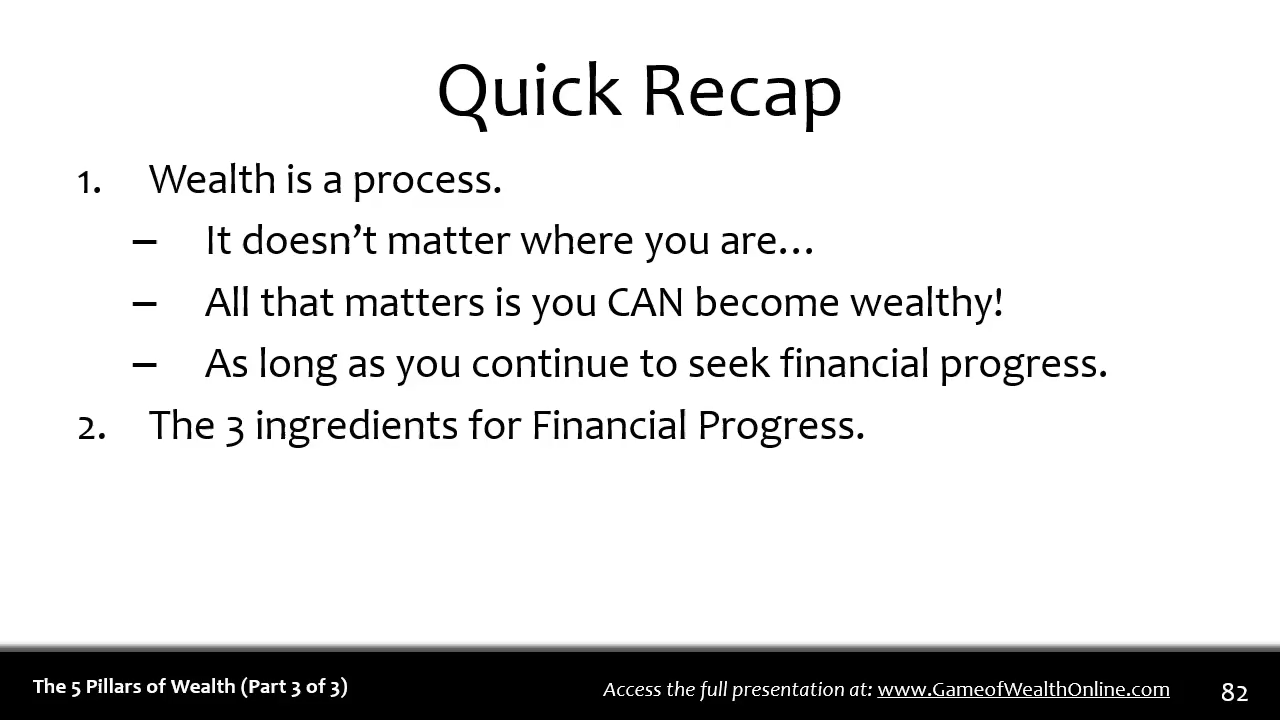 Quick Recap
1. Wealth is a process.
– It doesn’t matter where you are…
– All that matters is you CAN become wealthy!
– As long as you continue to seek financial progress.
2. The 3 ingredients for Financial Progress.
The 5 Pillars of Wealth (Part 3 of 3)
Access the full presentation at: www.GameofWealthOnline.com
82